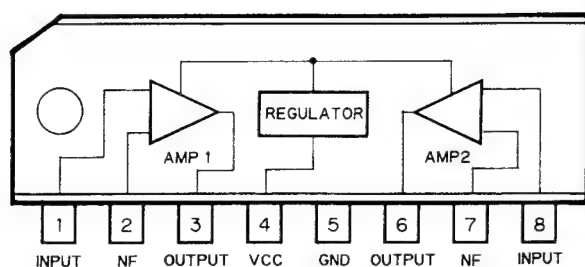 REGULATOR
AMP 1
AMP2
1 2 3 4 5 6 7 8
INPUT NF OUTPUT VCC GND OUTPUT NF INPUT